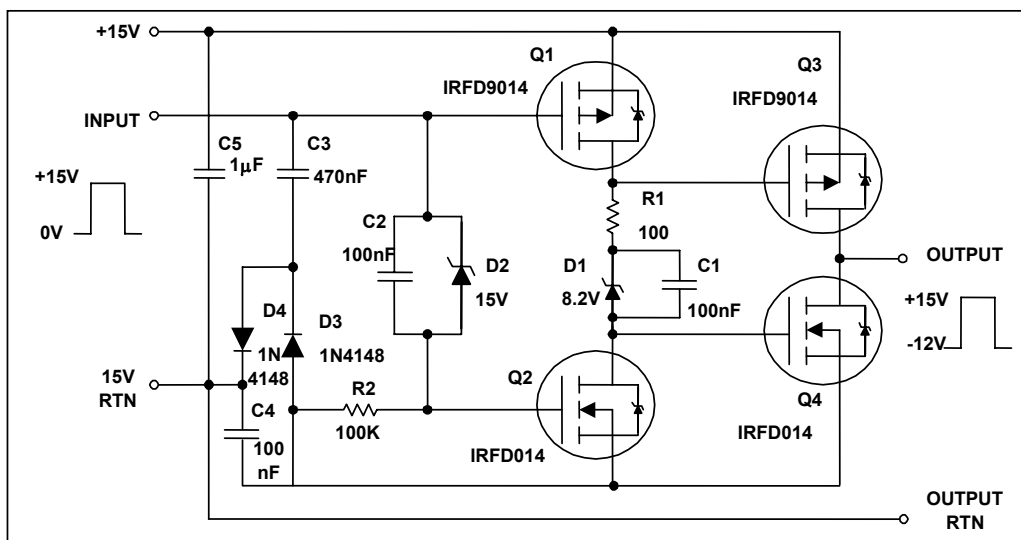 +15V
Q1
Q3
IRFD9014
IRFD9014
INPUT
C5
1μF
C3
470nF
+15V
0V
R1
100
C2
100nF
D2
15V
D1
8.2V
C1
100nF
OUTPUT
+15V
-12V
D4
1N
4148
D3
1N4148
15V
RTN
R2
100K
Q2
Q4
C4
100
nF
IRFD014
IRFD014
OUTPUT
RTN